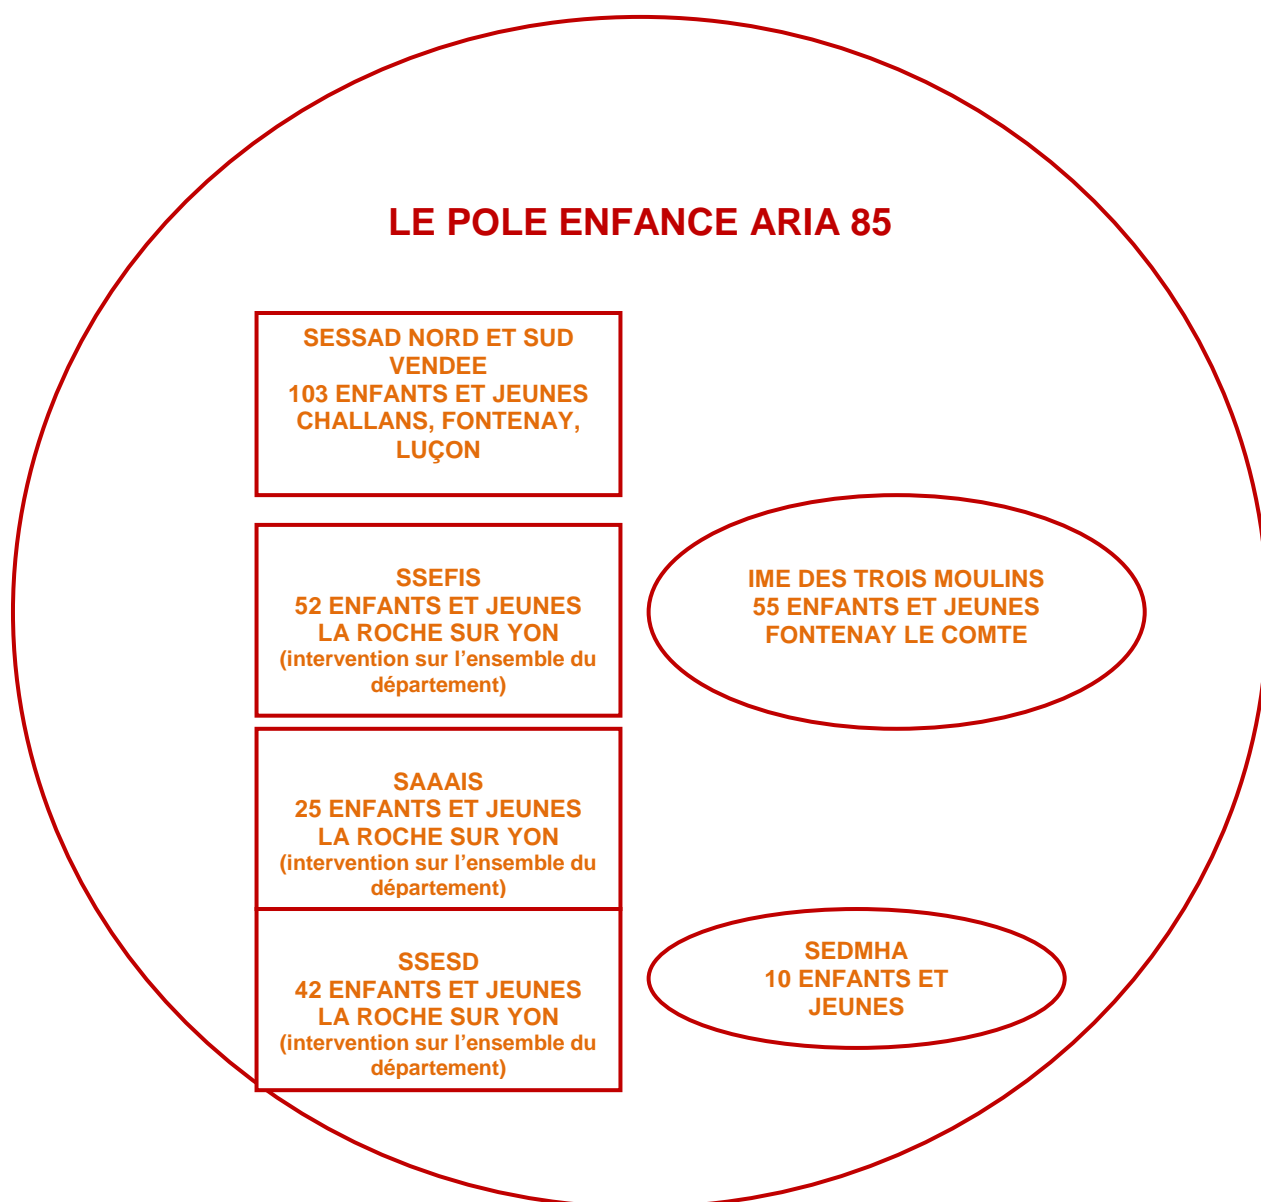 LE POLE ENFANCE ARIA 85
SESSAD NORD ET SUD
VENDEE
103 ENFANTS ET JEUNES
CHALLANS, FONTENAY,
LUÇON
SSEFIS
52 ENFANTS ET JEUNES
LA ROCHE SUR YON
(intervention sur l’ensemble du
département)
IME DES TROIS MOULINS
55 ENFANTS ET JEUNES
FONTENAY LE COMTE
SAAAIS
25 ENFANTS ET JEUNES
LA ROCHE SUR YON
(intervention sur l’ensemble du
département)
SSESD
42 ENFANTS ET JEUNES
LA ROCHE SUR YON
(intervention sur l’ensemble du
département)
SEDMHA
10 ENFANTS ET
JEUNES